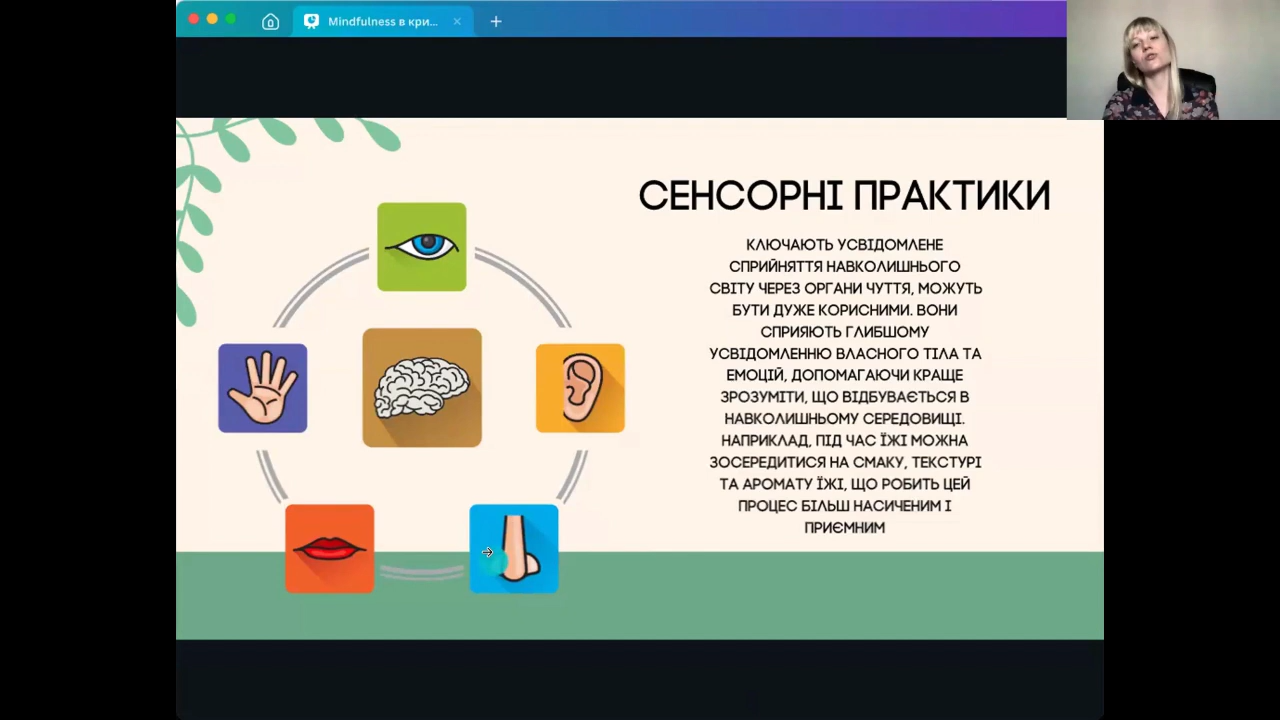 Mindfulness в кри...
СЕНСОРНІ ПРАКТИКИ
КЛЮЧАЮТЬ УСВІДОМЛЕНЕ
СПРИЙНЯТТЯ НАВКОЛИШНЬОГО
СВІТУ ЧЕРЕЗ ОРГАНИ ЧУТТЯ, МОЖУТЬ
БУТИ ДУЖЕ КОРИСНИМИ. ВОНИ
СПРИЯЮТЬ ГЛИБШОМУ
УСВІДОМЛЕННЮ ВЛАСНОГО ТІЛА ТА
ЕМОЦІЙ, ДОПОМАГАЮЧИ КРАЩЕ
ЗРОЗУМІТИ, ЩО ВІДБУВАЄТЬСЯ В
НАВКОЛИШНЬОМУ СЕРЕДОВИЩІ.
НАПРИКЛАД, ПІД ЧАС ЇЖІ МОЖНА
ЗОСЕРЕДИТИСЯ НА СМАКУ, ТЕКСТУРІ
ТА АРОМАТУ ЇЖІ, ЩО РОБИТЬ ЦЕЙ
ПРОЦЕС БІЛЬШ НАСИЧЕНИМ І
ПРИЄМНИМ